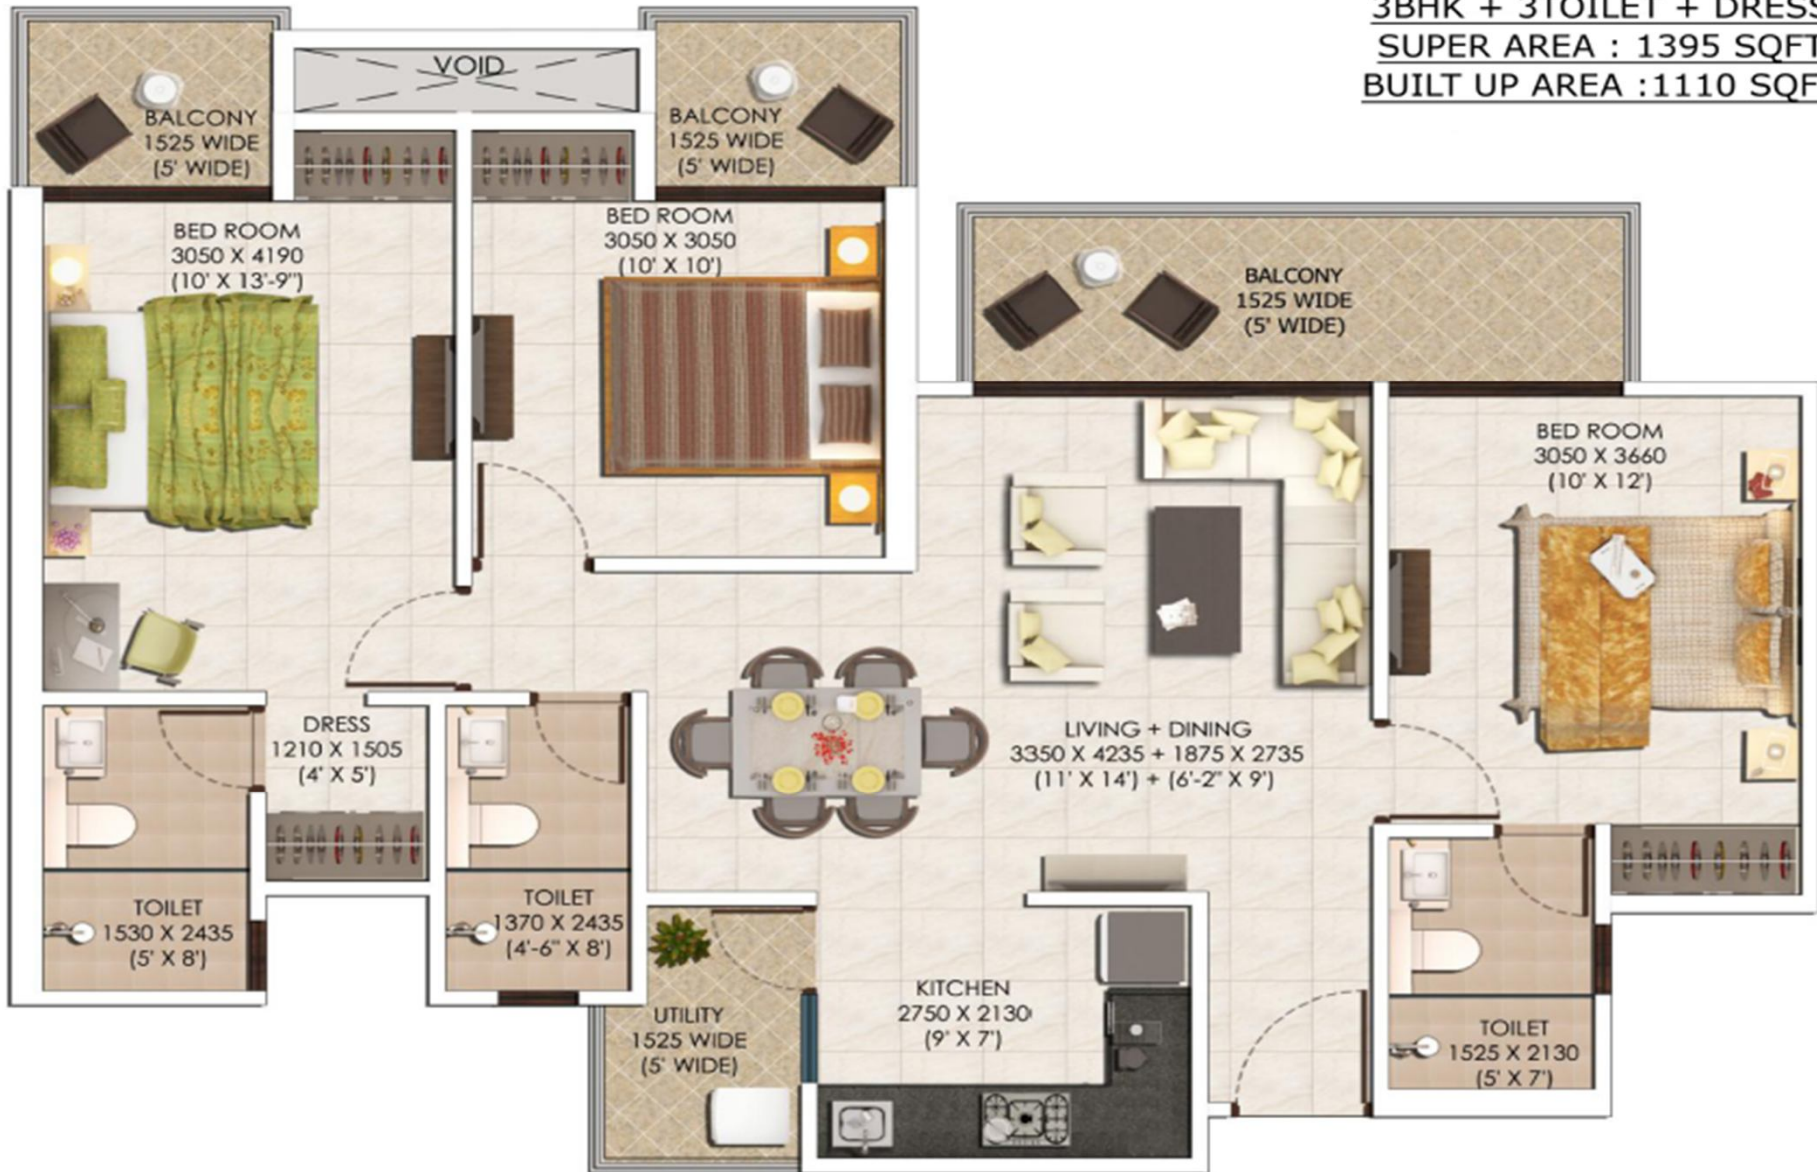 3BHK + 3TOILET + DRESS
SUPER AREA : 1395 SQFT
BUILT UP AREA :1110 SQF
VOID
BALCONY
1525 WIDE
(5' WIDE)
BALCONY
1525 WIDE
(5' WIDE)
BED ROOM
3050 X 4190
(10' X 13'-9")
BED ROOM
3050 X 3050
(10' X 10')
BALCONY
1525 WIDE
(5' WIDE)
BED ROOM
3050 X 3660
(10' X 12')
DRESS
1210 X 1505
(4' X 5')
LIVING + DINING
3350 X 4235 + 1875 X 2735
(11' X 14') + (6'-2" X 9')
TOILET
1530 X 2435
(5' X 8')
TOILET
1370 X 2435
(4'-6" X 8')
UTILITY
1525 WIDE
(5' WIDE)
KITCHEN
2750 X 2130
(9' X 7')
TOILET
1525 X 2130
(5' X 7')